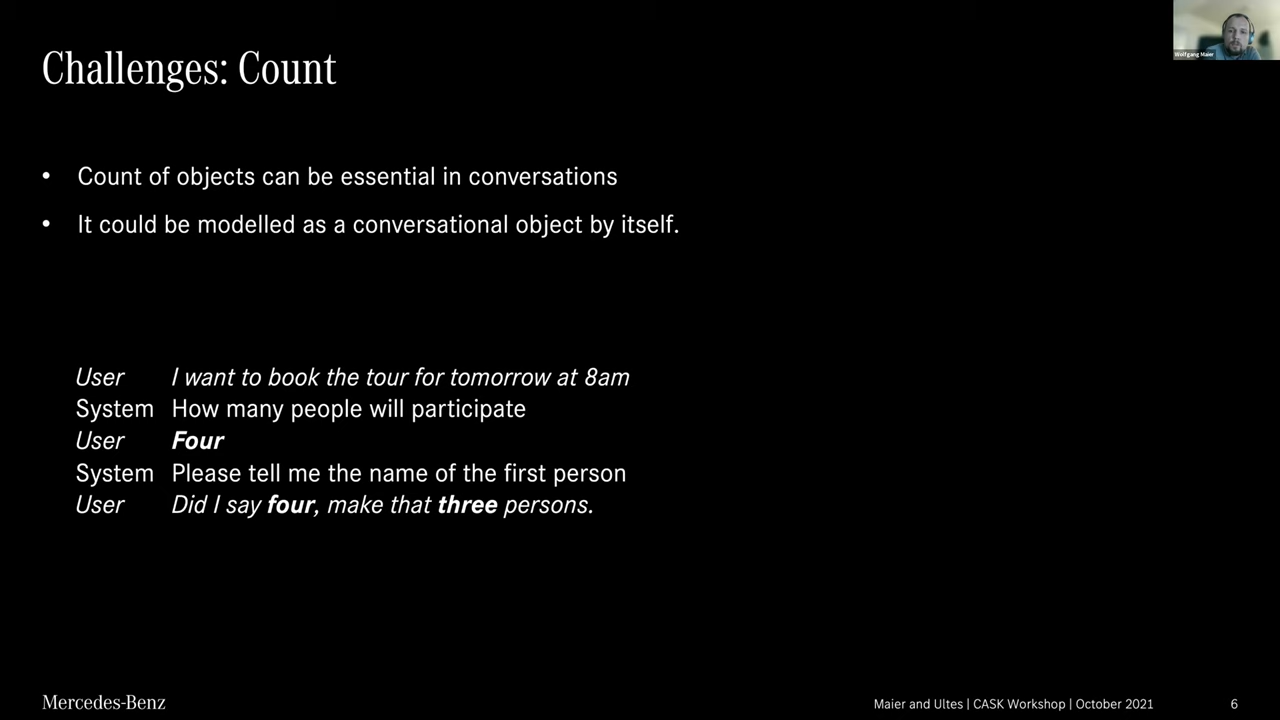 Wolfgang Maier
Challenges: Count
• Count of objects can be essential in conversations
• It could be modelled as a conversational object by itself.
User I want to book the tour for tomorrow at 8am
System How many people will participate
User Four
System Please tell me the name of the first person
User Did I say four, make that three persons.
Mercedes-Benz
Maier and Ultes | CASK Workshop | October 2021
6